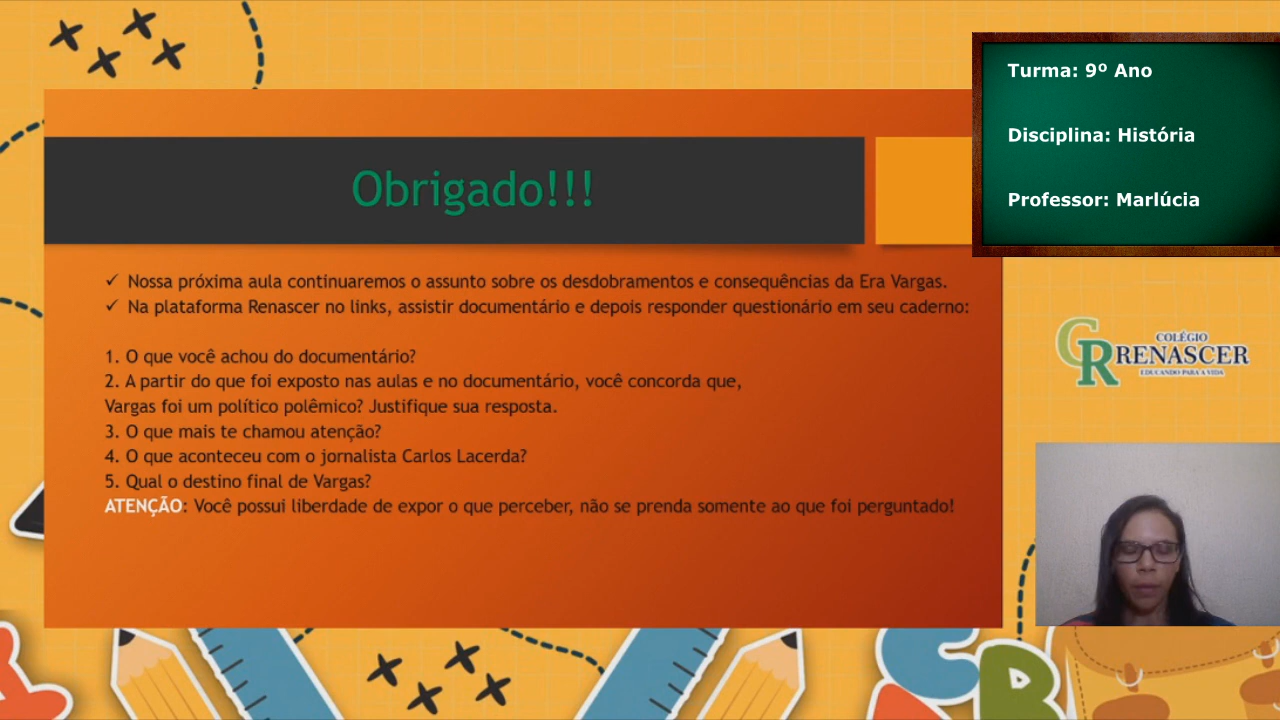 Turma: 9º Ano
Disciplina: História
Professor: Marlúcia
Obrigado!!!
✓ Nossa próxima aula continuaremos o assunto sobre os desdobramentos e consequências da Era Vargas.
✓ Na plataforma Renascer no links, assistir documentário e depois responder questionário em seu caderno:
1. O que você achou do documentário?
2. A partir do que foi exposto nas aulas e no documentário, você concorda que,
Vargas foi um político polêmico? Justifique sua resposta.
3. O que mais te chamou atenção?
4. O que aconteceu com o jornalista Carlos Lacerda?
5. Qual o destino final de Vargas?
ATENÇÃO: Você possui liberdade de expor o que perceber, não se prenda somente ao que foi perguntado!
CR
COLÉGIO
RENASCER
EDUCANDO PARA A VIDA